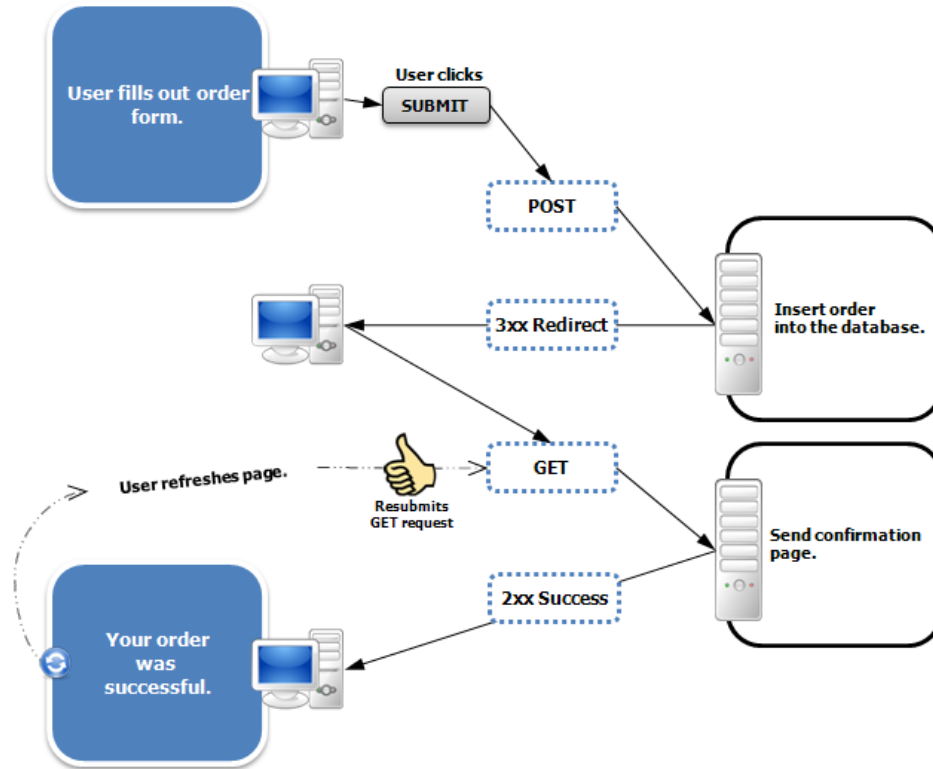 User fills out order
form.
User clicks
SUBMIT
POST
3xx Redirect
Insert order
into the database.
User refreshes page.
Resubmits
GET request
GET
Send confirmation
page.
2xx Success
Your order
was
successful.